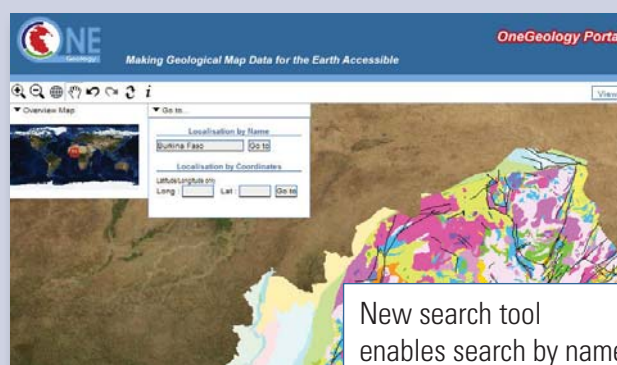 ONE
Geology
Making Geological Map Data for the Earth Accessible
OneGeology Porta
i
View
▼ Overview Map
▼ Go to...
Localisation by Name
Burkina Faso Go to
Localisation by Coordinates
Latitude/Longitude only
Long : Lat : Go to
New search tool
enables search by name